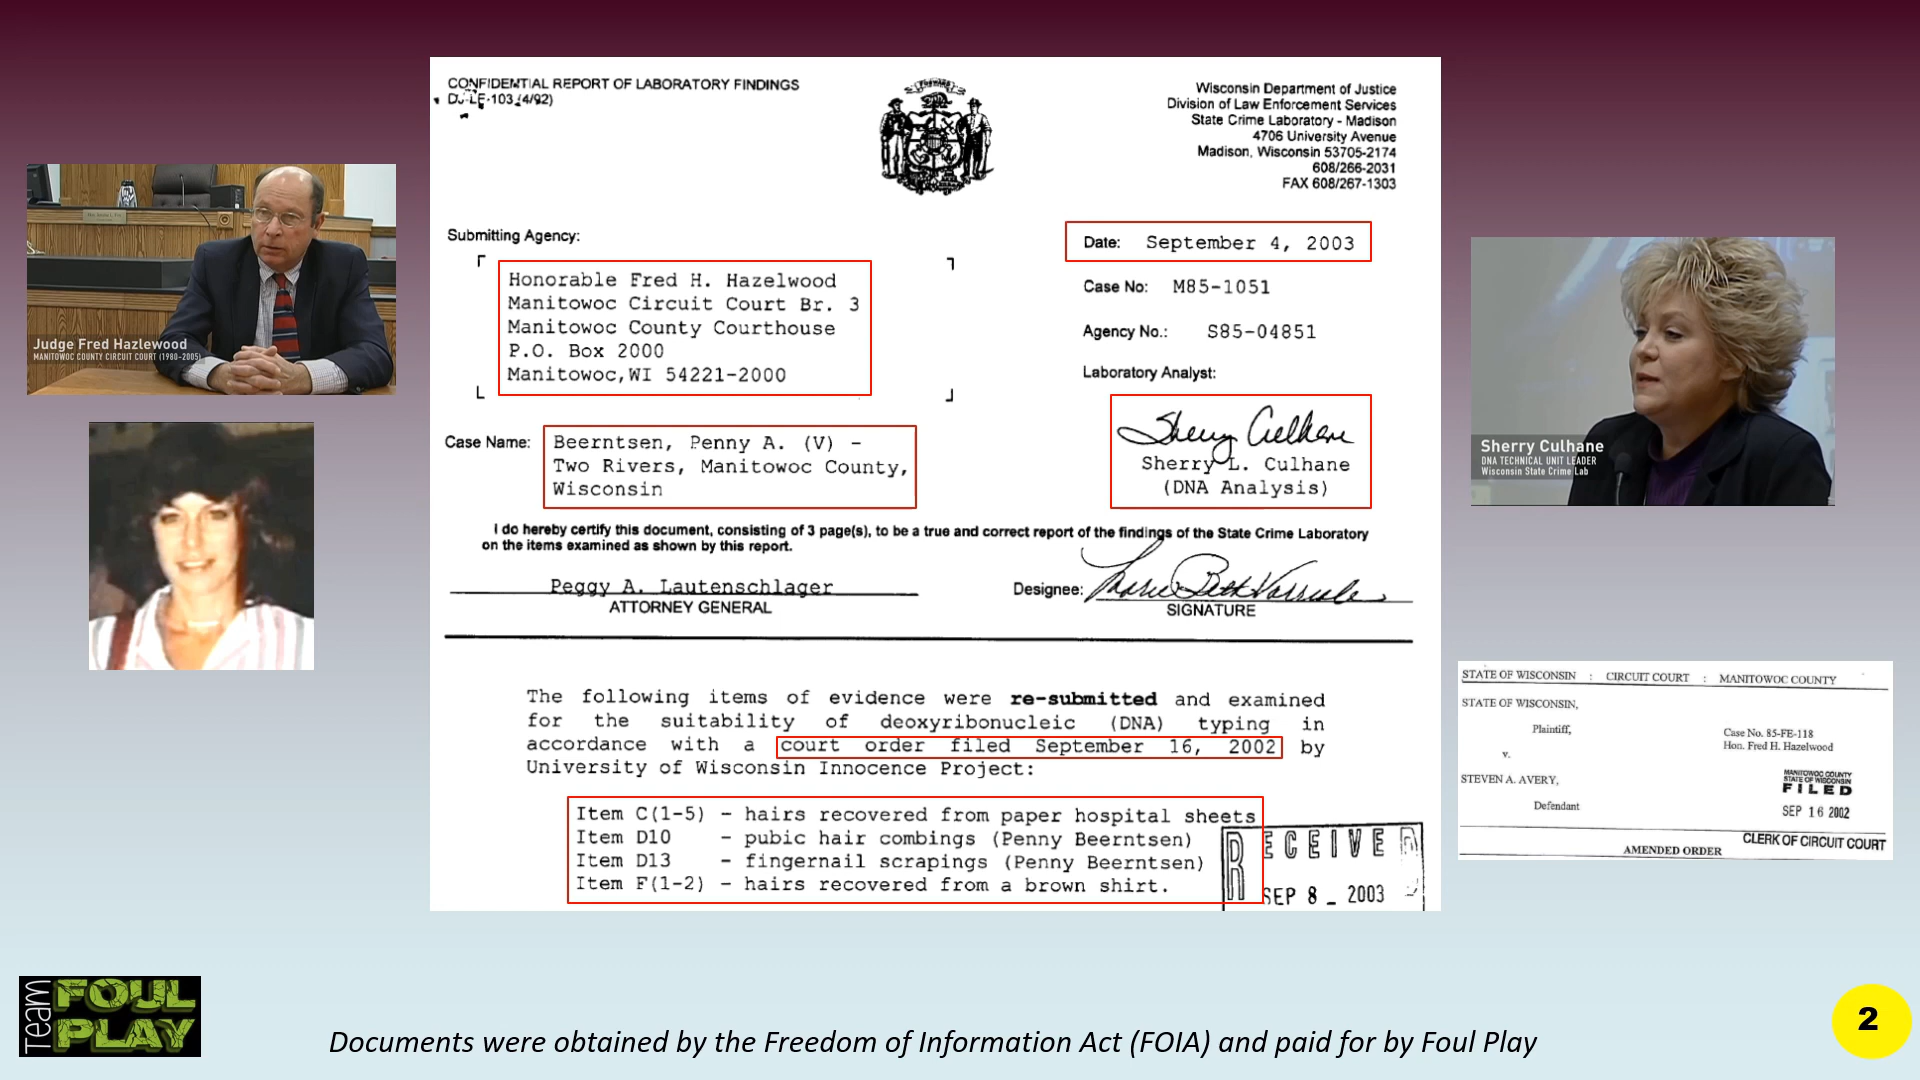 CONFIDENTIAL REPORT OF LABORATORY FINDINGS
DJ-LE-103 (4/92)
Wisconsin Department of Justice
Division of Law Enforcement Services
State Crime Laboratory - Madison
4706 University Avenue
Madison, Wisconsin 53705-2174
608/266-2031
FAX 608/267-1303
Judge Fred Hazlewood
MANITOWOC COUNTY CIRCUIT COURT (1980-2005)
Submitting Agency:
Honorable Fred H. Hazelwood
Manitowoc Circuit Court Br. 3
Manitowoc County Courthouse
P.O. Box 2000
Manitowoc,WI 54221-2000
Date: September 4, 2003
Case No: M85-1051
Agency No.: S85-04851
Laboratory Analyst:
Sherry Culhane
Sherry L. Culhane
(DNA Analysis)
Case Name: Beerntsen, Penny A. (V) -
Two Rivers, Manitowoc County,
Wisconsin
Sherry Culhane
DNA TECHNICAL UNIT LEADER
Wisconsin State Crime Lab
I do hereby certify this document, consisting of 3 page(s), to be a true and correct report of the findings of the State Crime Laboratory
on the items examined as shown by this report.
Peggy A. Lautenschlager
ATTORNEY GENERAL
Designee:
SIGNATURE
The following items of evidence were re-submitted and examined
for the suitability of deoxyribonucleic (DNA) typing in
accordance with a court order filed September 16, 2002 by
University of Wisconsin Innocence Project:
Item C(1-5) - hairs recovered from paper hospital sheets
Item D10 - pubic hair combings (Penny Beerntsen)
Item D13 - fingernail scrapings (Penny Beerntsen)
Item F(1-2) - hairs recovered from a brown shirt.
RECEIVED
SEP 8 - 2003
STATE OF WISCONSIN : CIRCUIT COURT : MANITOWOC COUNTY
STATE OF WISCONSIN,
Plaintiff,
v.
STEVEN A. AVERY,
Defendant
Case No. 85-FE-118
Hon. Fred H. Hazelwood
MANITOWOC COUNTY
STATE OF WISCONSIN
FILED
SEP 16 2002
CLERK OF CIRCUIT COURT
AMENDED ORDER
Team
FOUL
PLAY
Documents were obtained by the Freedom of Information Act (FOIA) and paid for by Foul Play
2